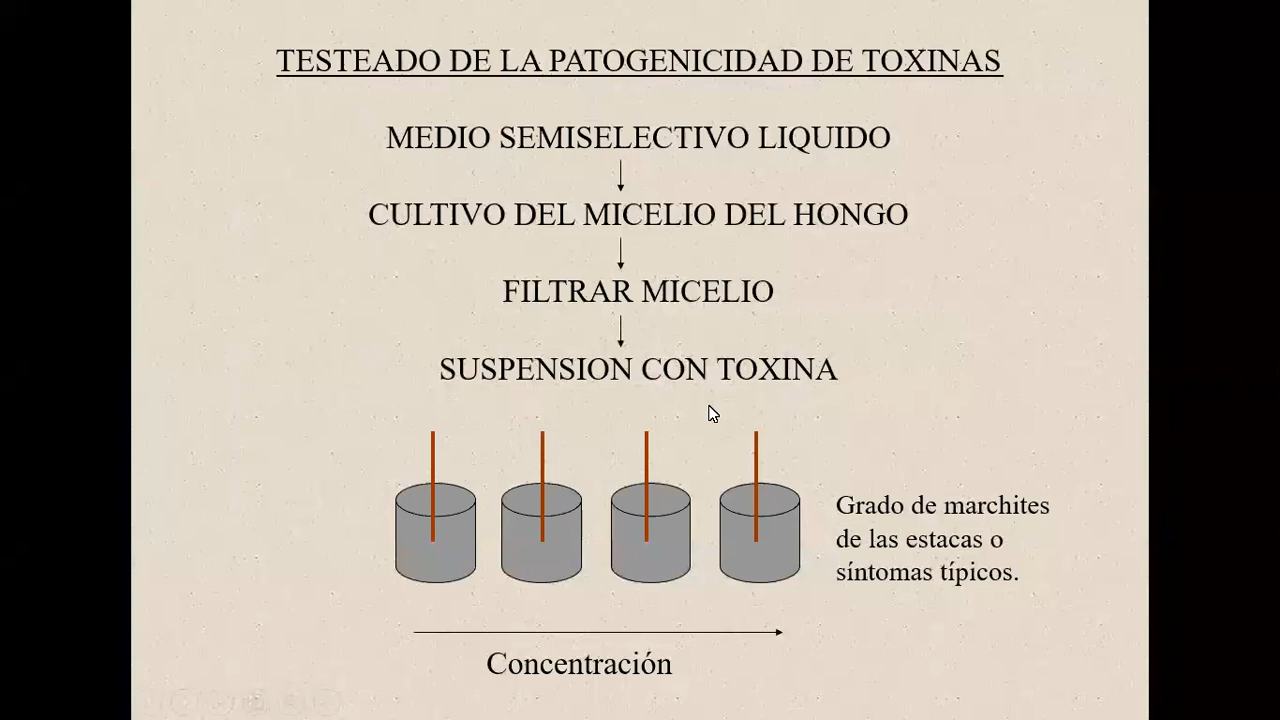 TESTEADO DE LA PATOGENICIDAD DE TOXINAS
MEDIO SEMISELECTIVO LIQUIDO
CULTIVO DEL MICELIO DEL HONGO
FILTRAR MICELIO
SUSPENSION CON TOXINA
Grado de marchites
de las estacas o
síntomas típicos.
Concentración